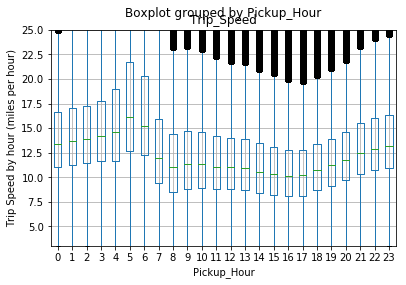 Boxplot grouped by Pickup_Hour
Trip_Speed
Trip Speed by hour (miles per hour)
25.0
22.5
20.0
17.5
15.0
12.5
10.0
7.5
5.0
0 1 2 3 4 5 6 7 8 9 10 11 12 13 14 15 16 17 18 19 20 21 22 23
Pickup_Hour